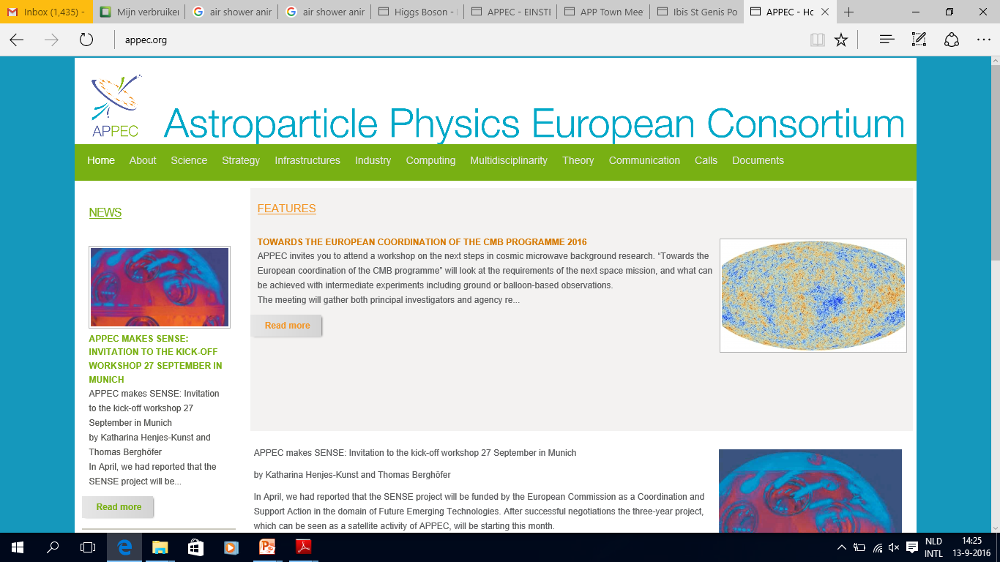 Inbox (1,435) -
Mijn verbruiker
air shower anir
air shower anir
Higgs Boson -
APPEC - EINSTE
APP Town Mee
Ibis St Genis Po
APPEC - Ho
appec.org
APPEC
Astroparticle Physics European Consortium
Home About Science Strategy Infrastructures Industry Computing Multidisciplinarity Theory Communication Calls Documents
NEWS
APPEC MAKES SENSE:
INVITATION TO THE KICK-OFF
WORKSHOP 27 SEPTEMBER IN
MUNICH
APPEC makes SENSE: Invitation
to the kick-off workshop 27
September in Munich
by Katharina Henjes-Kunst and
Thomas Berghöfer
In April, we had reported that the
SENSE project will be...
Read more
FEATURES
TOWARDS THE EUROPEAN COORDINATION OF THE CMB PROGRAMME 2016
APPEC invites you to attend a workshop on the next steps in cosmic microwave background research. “Towards the
European coordination of the CMB programme” will look at the requirements of the next space mission, and what can
be achieved with intermediate experiments including ground or balloon-based observations.
The meeting will gather both principal investigators and agency re...
Read more
APPEC makes SENSE: Invitation to the kick-off workshop 27 September in Munich
by Katharina Henjes-Kunst and Thomas Berghöfer
In April, we had reported that the SENSE project will be funded by the European Commission as a Coordination and
Support Action in the domain of Future Emerging Technologies. After successful negotiations the three-year project,
which can be seen as a satellite activity of APPEC, will be starting this month.
NLD
INTL
14:25
13-9-2016